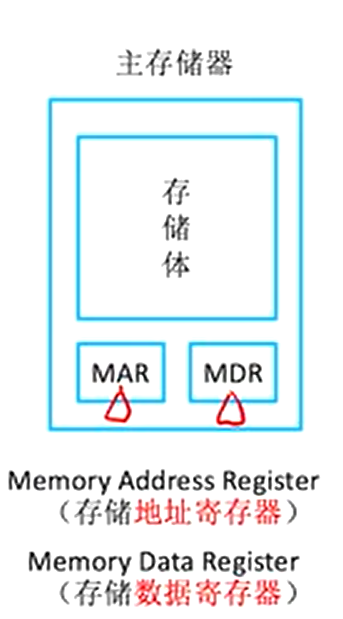 主存储器
存
储
体
MAR MDR
Memory Address Register
（存储地址寄存器）
Memory Data Register
（存储数据寄存器）